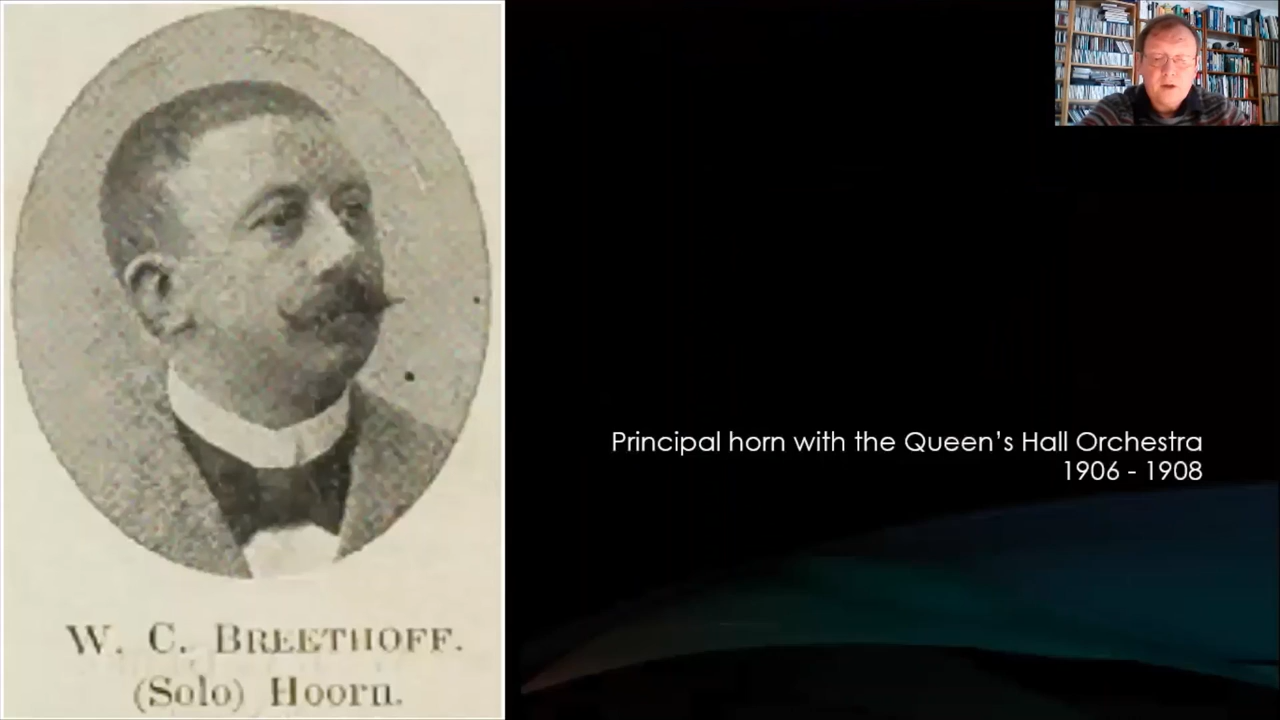 W. C. BREETHOFF.
(Solo) Hoorn.
Principal horn with the Queen's Hall Orchestra
1906 - 1908